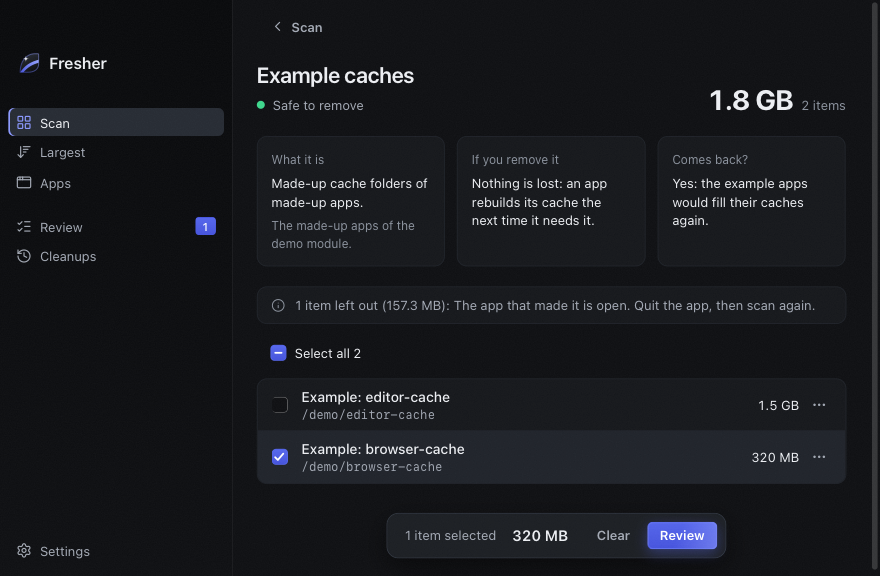 Scan
Fresher
Example caches
Safe to remove
1.8 GB 2 items
Scan
Largest
Apps
Review 1
Cleanups
Settings
What it is
Made-up cache folders of
made-up apps.
The made-up apps of the
demo module.
If you remove it
Nothing is lost: an app
rebuilds its cache the
next time it needs it.
Comes back?
Yes: the example apps
would fill their caches
again.
1 item left out (157.3 MB): The app that made it is open. Quit the app, then scan again.
Select all 2
Example: editor-cache
/demo/editor-cache
1.5 GB
Example: browser-cache
/demo/browser-cache
320 MB
1 item selected 320 MB Clear Review